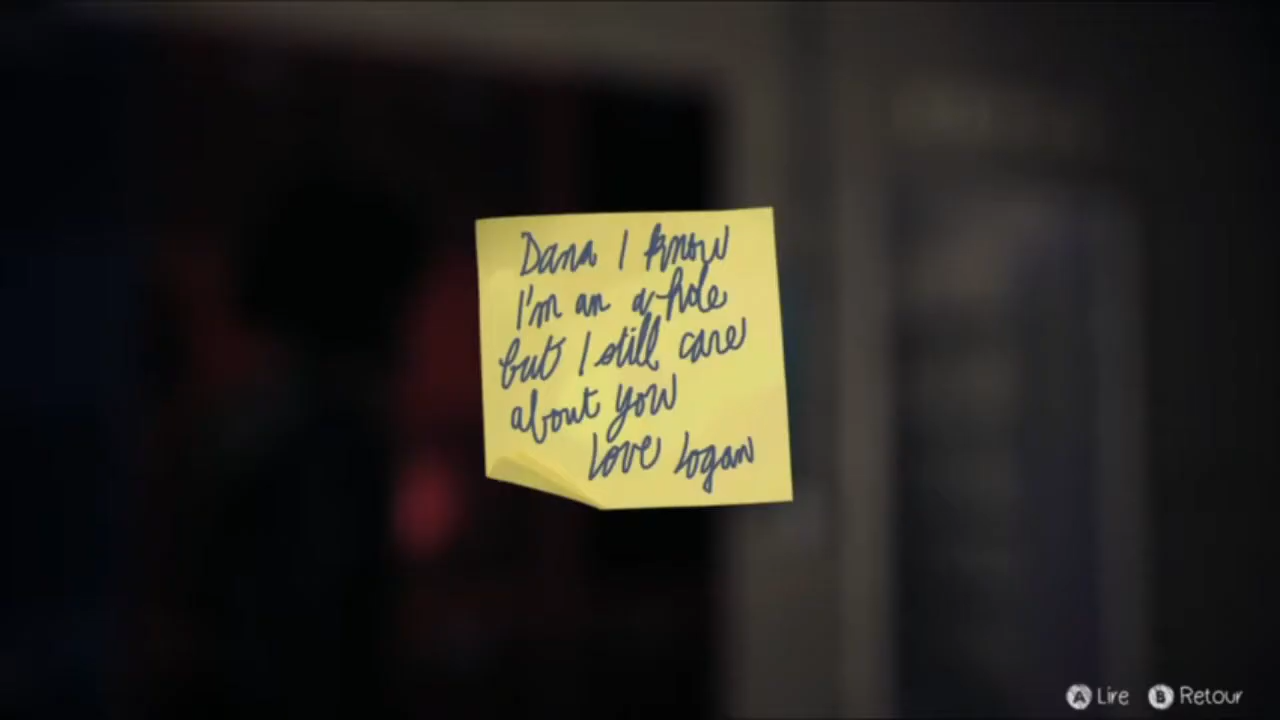 Dana I know
I'm an a-hole
but I still care
about you
Love Logan
A Lire B Retour